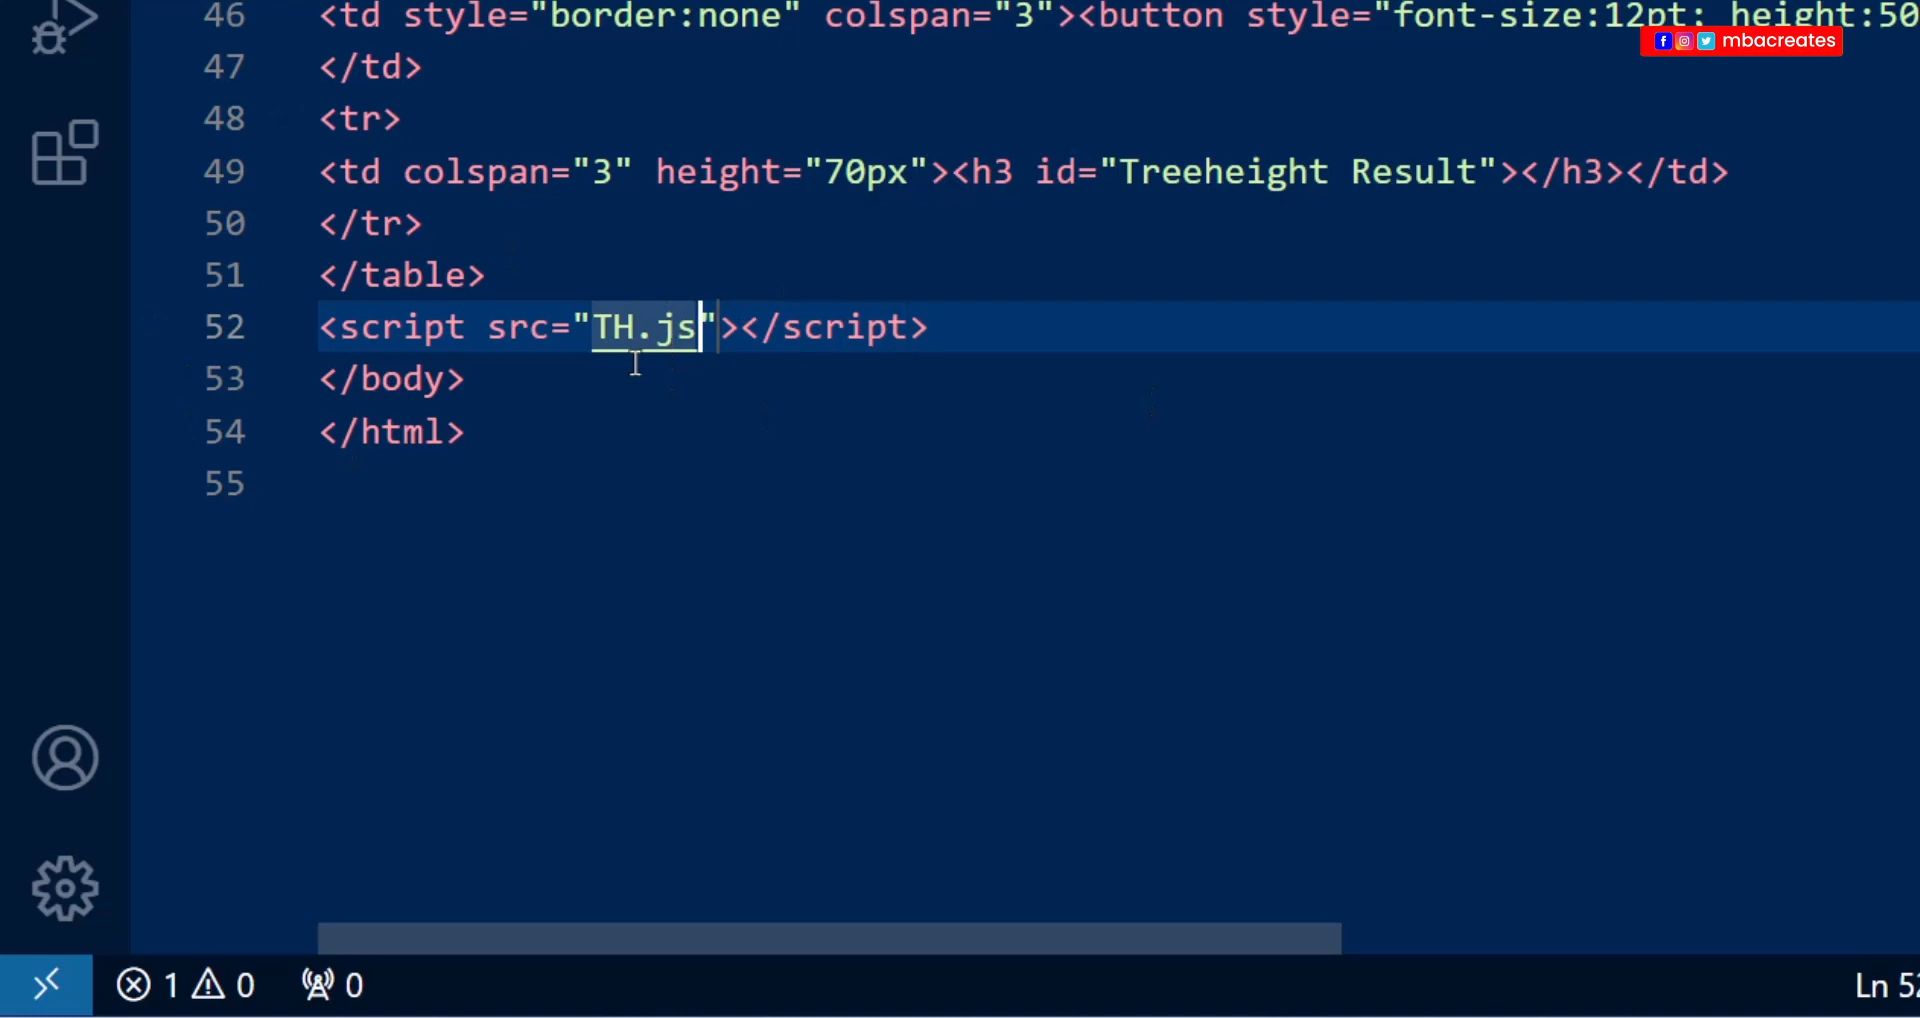 46 <td style="border:none" colspan="3"><button style="font-size:12pt; height:50
mbacreates
47 </td>
48 <tr>
49 <td colspan="3" height="70px"><h3 id="Treeheight Result"></h3></td>
50 </tr>
51 </table>
52 <script src="TH.js"></script>
53 </body>
54 </html>
55
1 0 0
Ln 52